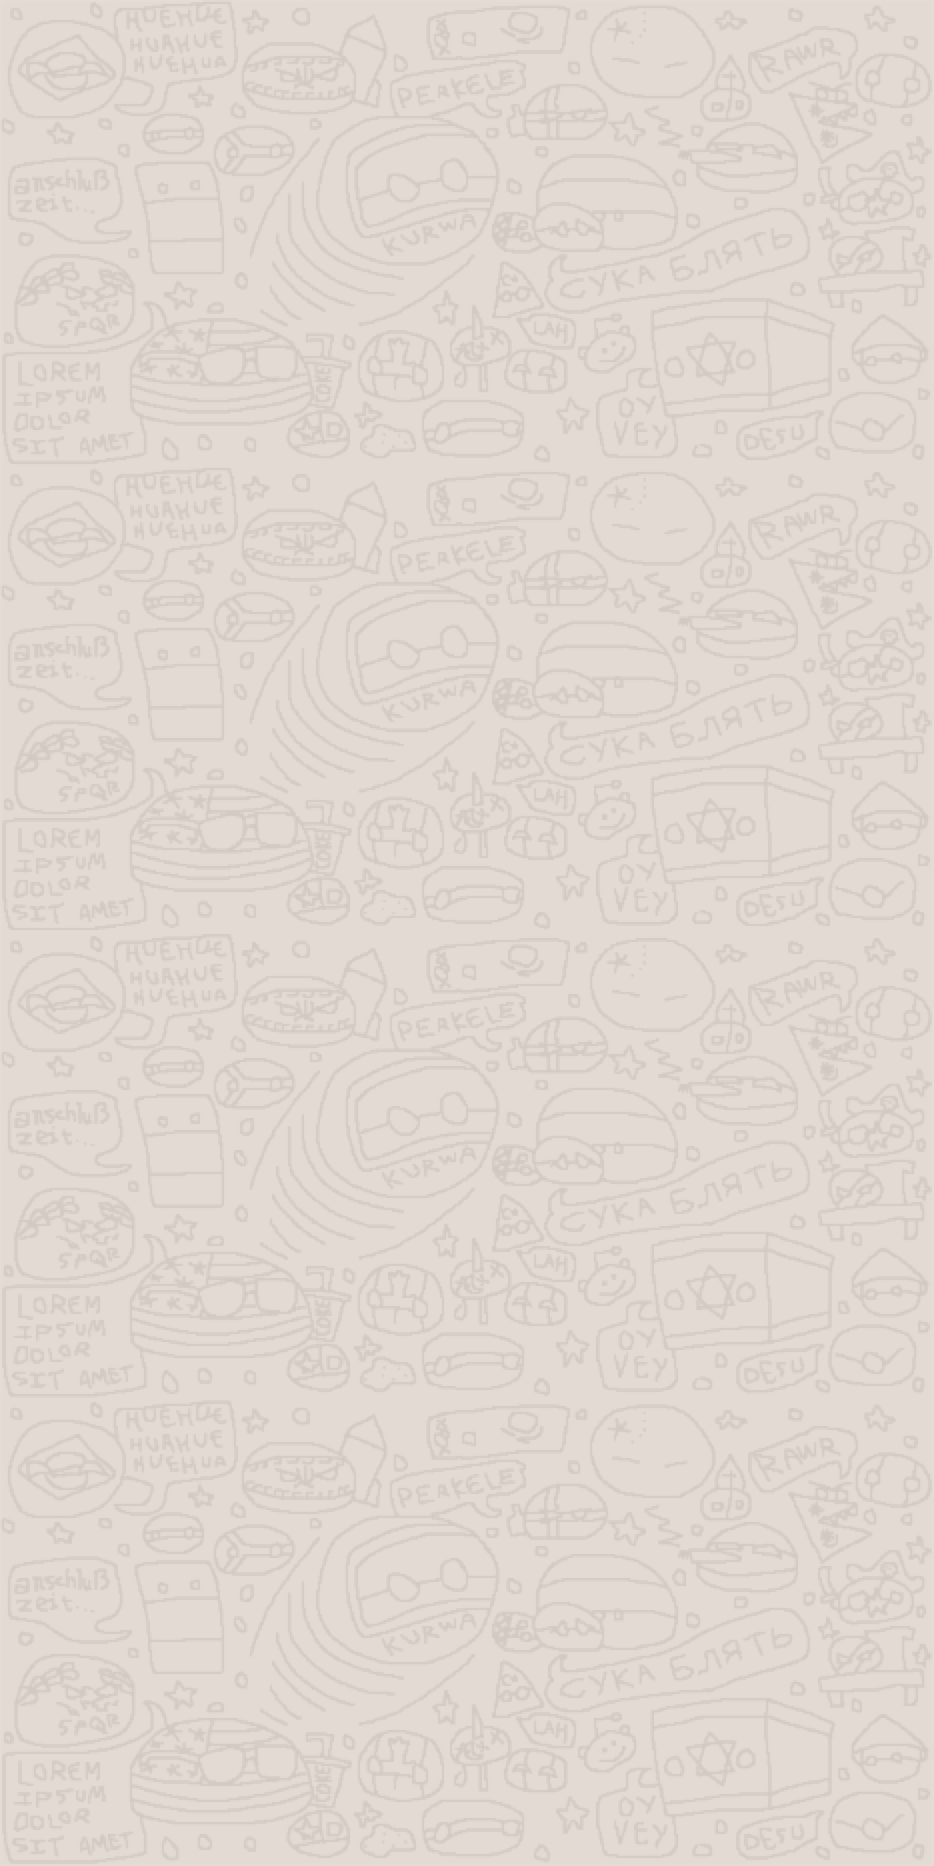 HUEHUE
HUAHUE
HUEHUA
RAWR
PERKELE
anschluß
zeit...
KURWA
СУКА БЛЯТЬ
SPQR
LAH
LOREM
IPSUM
DOLOR
SIT AMET
COKE
OY
VEY
DESU
HUEHUE
HUAHUE
HUEHUA
RAWR
PERKELE
anschluß
zeit...
KURWA
СУКА БЛЯТЬ
SPQR
LAH
LOREM
IPSUM
DOLOR
SIT AMET
COKE
OY
VEY
DESU
HUEHUE
HUAHUE
HUEHUA
RAWR
PERKELE
anschluß
zeit...
KURWA
СУКА БЛЯТЬ
SPQR
LAH
LOREM
IPSUM
DOLOR
SIT AMET
COKE
OY
VEY
DESU
HUEHUE
HUAHUE
HUEHUA
RAWR
PERKELE
anschluß
zeit...
KURWA
СУКА БЛЯТЬ
SPQR
LAH
LOREM
IPSUM
DOLOR
SIT AMET
COKE
OY
VEY
DESU